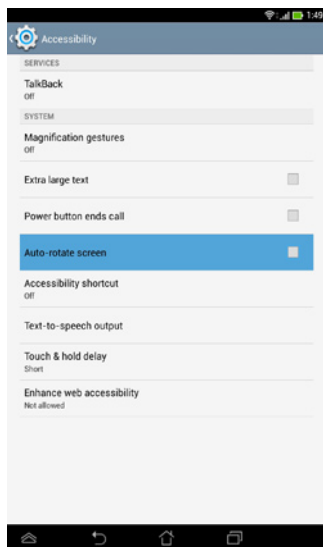 1:49
Accessibility
SERVICES
TalkBack
Off
SYSTEM
Magnification gestures
Off
Extra large text
Power button ends call
Auto-rotate screen
Accessibility shortcut
Off
Text-to-speech output
Touch & hold delay
Short
Enhance web accessibility
Not allowed